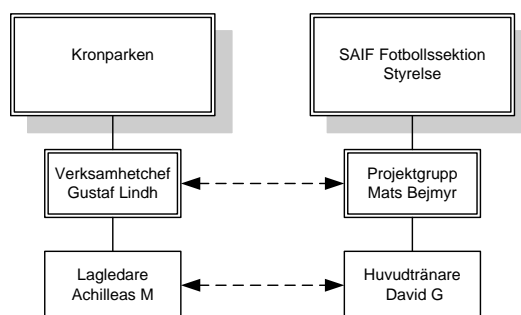 Kronparken
SAIF Fotbollssektion
Styrelse
Verksamhetchef
Gustaf Lindh
Projektgrupp
Mats Bejmyr
Lagledare
Achilleas M
Huvudtränare
David G